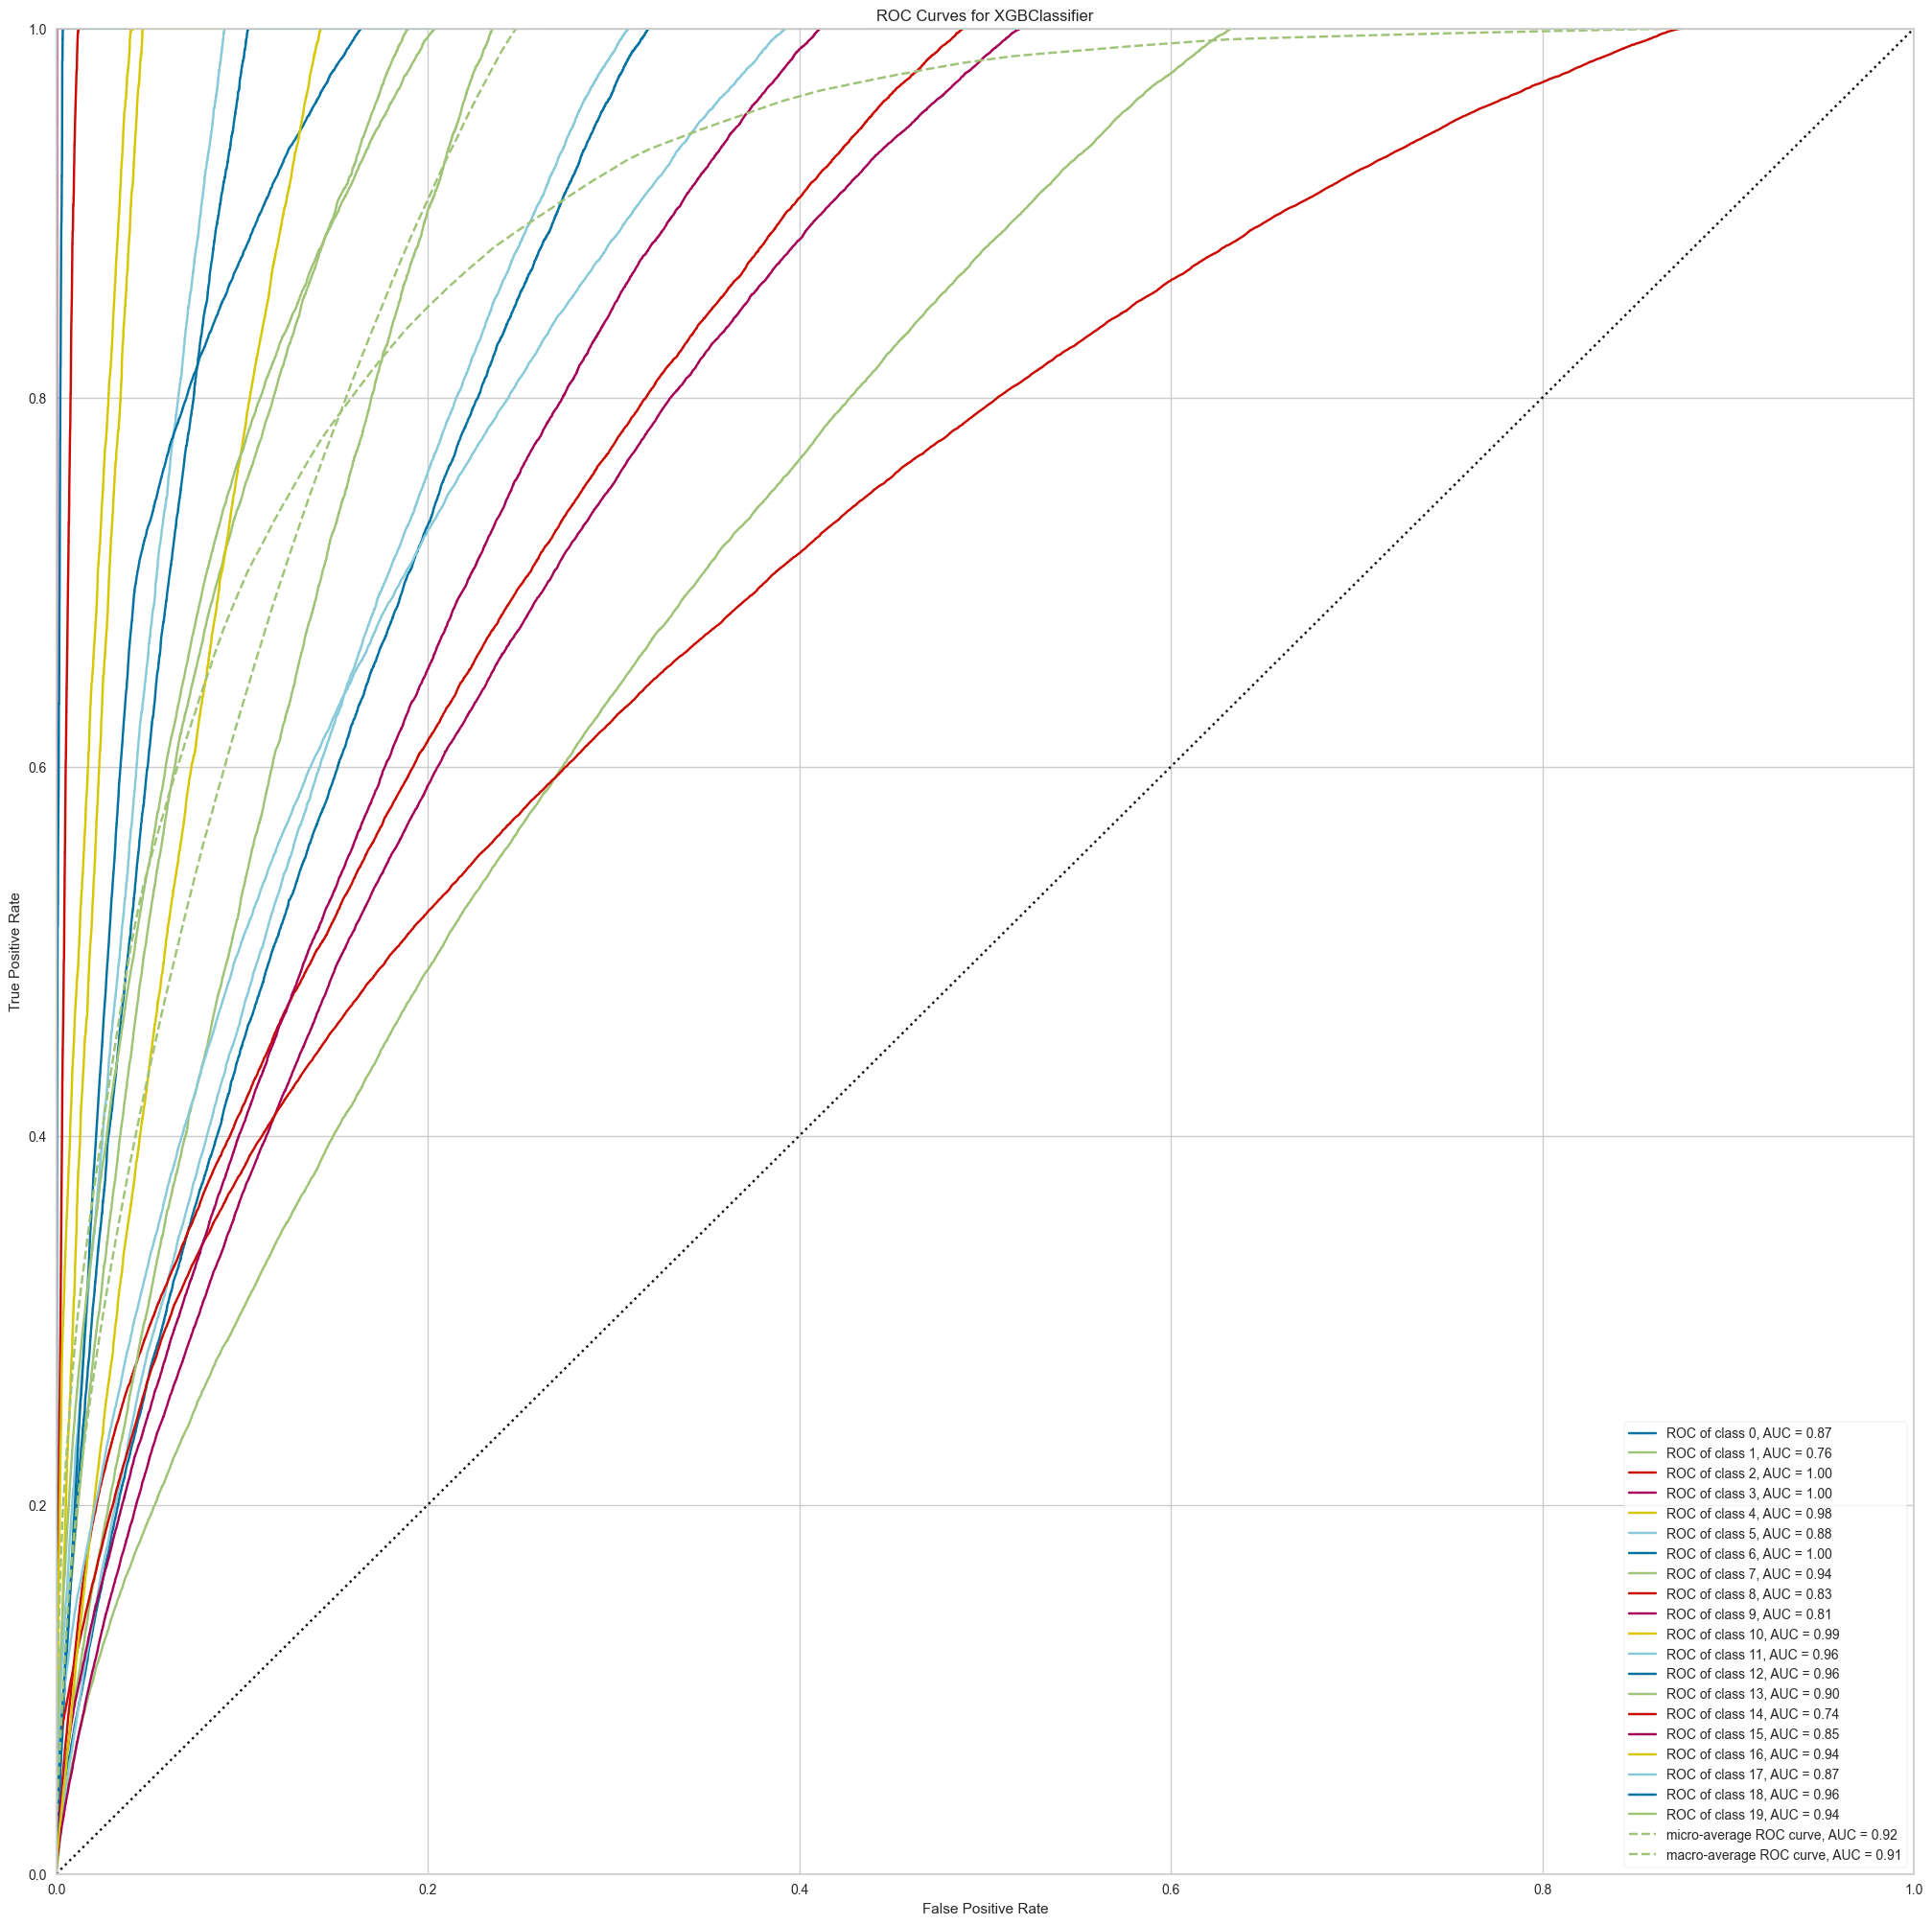 ROC Curves for XGBClassifier
1.0
0.8
0.6
0.4
0.2
0.0
True Positive Rate
ROC of class 0, AUC = 0.87
ROC of class 1, AUC = 0.76
ROC of class 2, AUC = 1.00
ROC of class 3, AUC = 1.00
ROC of class 4, AUC = 0.98
ROC of class 5, AUC = 0.88
ROC of class 6, AUC = 1.00
ROC of class 7, AUC = 0.94
ROC of class 8, AUC = 0.83
ROC of class 9, AUC = 0.81
ROC of class 10, AUC = 0.99
ROC of class 11, AUC = 0.96
ROC of class 12, AUC = 0.96
ROC of class 13, AUC = 0.90
ROC of class 14, AUC = 0.74
ROC of class 15, AUC = 0.85
ROC of class 16, AUC = 0.94
ROC of class 17, AUC = 0.87
ROC of class 18, AUC = 0.96
ROC of class 19, AUC = 0.94
micro-average ROC curve, AUC = 0.92
macro-average ROC curve, AUC = 0.91
0.0 0.2 0.4 0.6 0.8 1.0
False Positive Rate